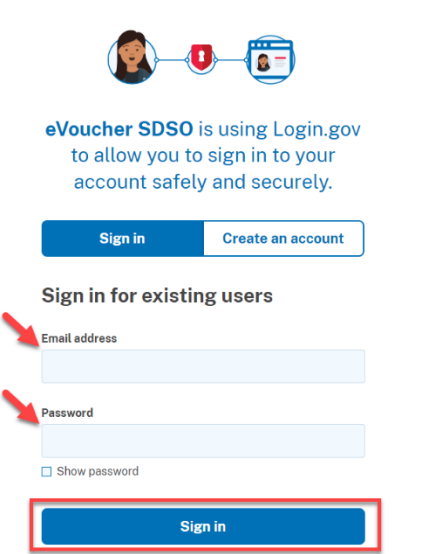 eVoucher SDSO is using Login.gov
to allow you to sign in to your
account safely and securely.
Sign in
Create an account
Sign in for existing users
Email address
Password
Show password
Sign in